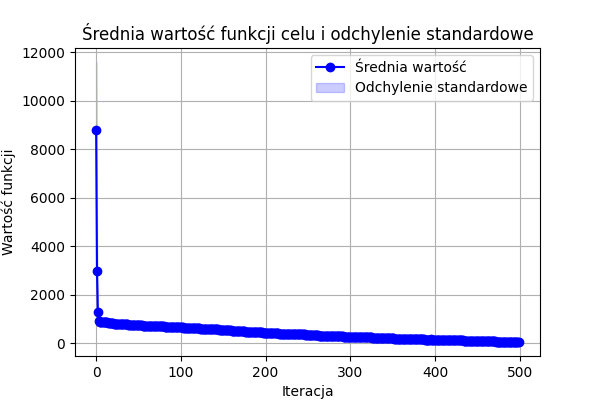 Średnia wartość funkcji celu i odchylenie standardowe
Średnia wartość
Odchylenie standardowe
Wartość funkcji
12000
10000
8000
6000
4000
2000
0
0 100 200 300 400 500
Iteracja